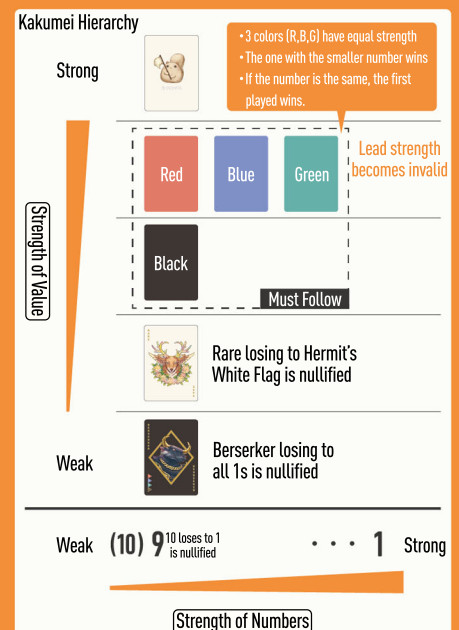 Kakumei Hierarchy
Strong
• 3 colors (R,B,G) have equal strength
• The one with the smaller number wins
• If the number is the same, the first
played wins.
Lead strength
becomes invalid
Red
Blue
Green
Strength of Value
Black
Must Follow
Rare losing to Hermit's
White Flag is nullified
Weak
Berserker losing to
all 1s is nullified
Weak (10) 9 10 loses to 1 ··· 1 Strong
is nullified
Strength of Numbers